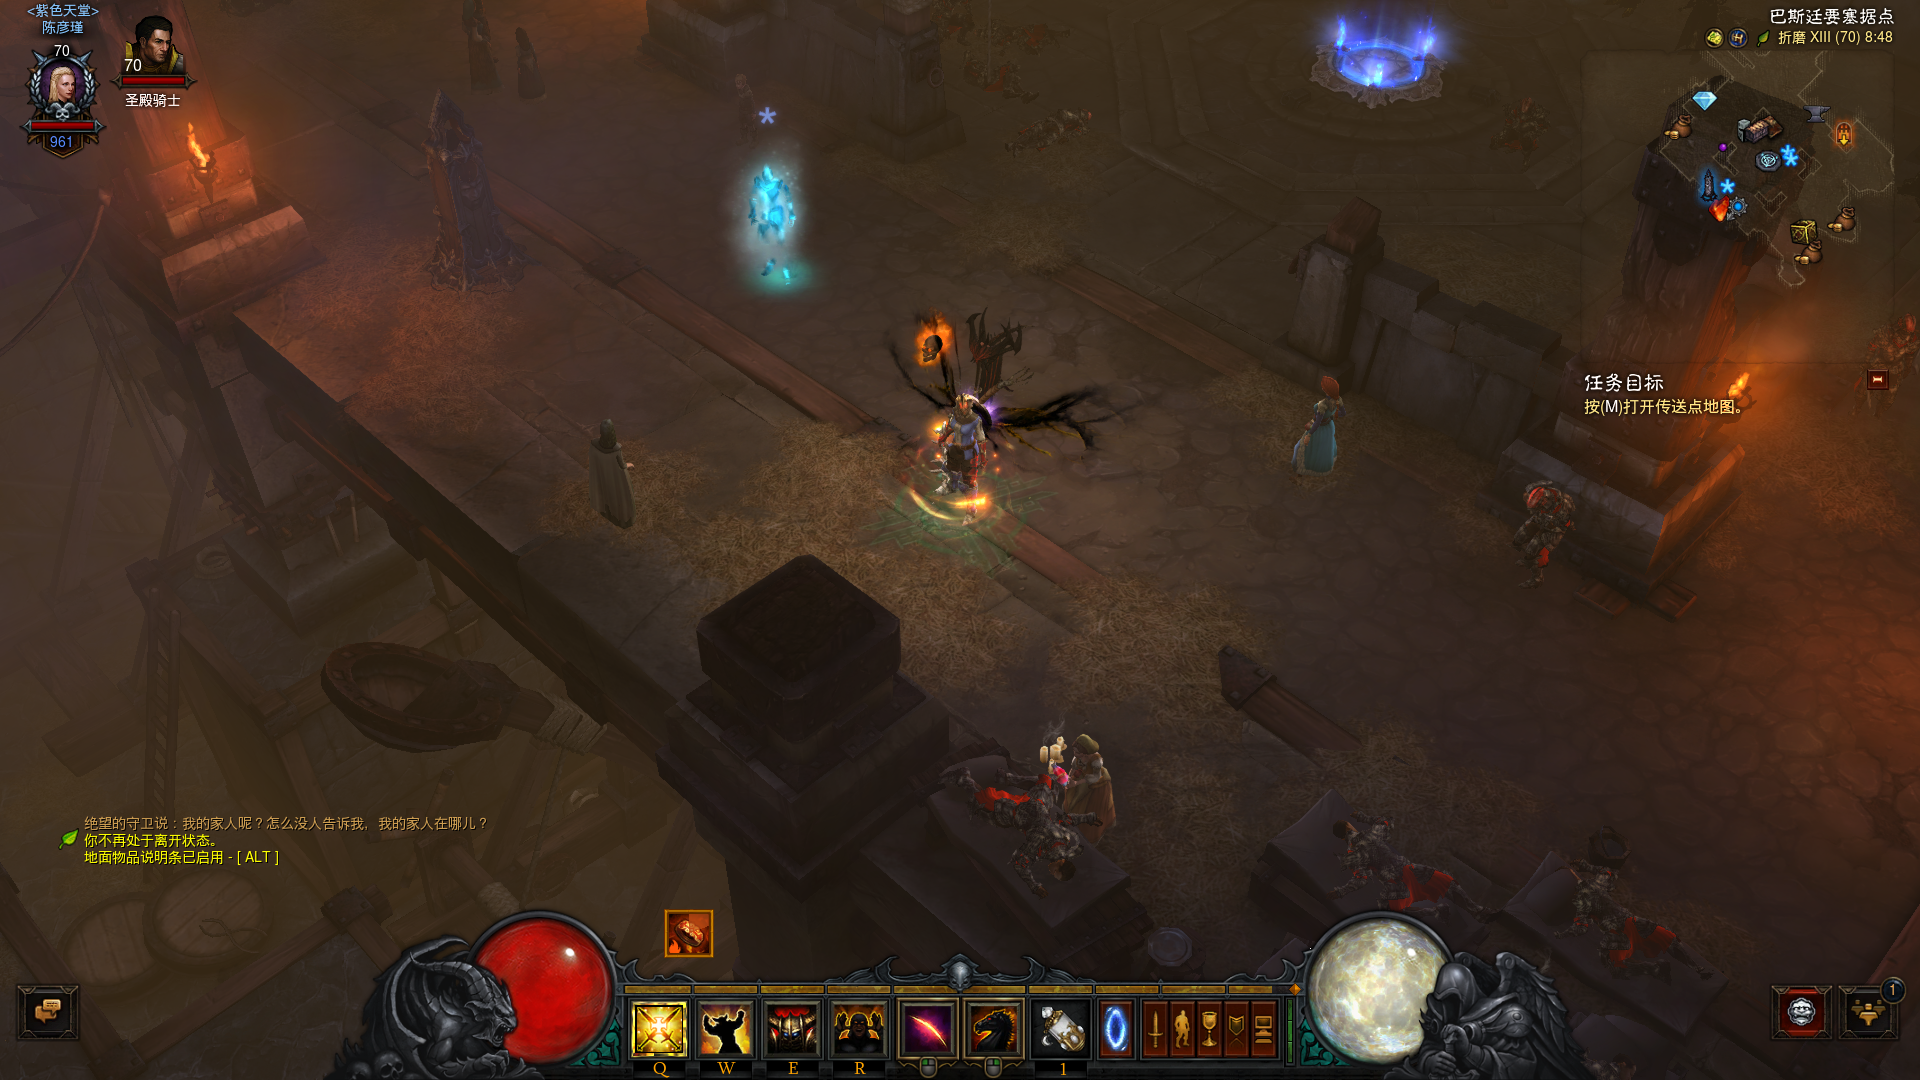 <紫色天堂>
陈彦瑾
70
961
70
圣殿骑士
巴斯廷要塞据点
折磨 XIII (70) 8:48
任务目标
按(M)打开传送点地图。
绝望的守卫说：我的家人呢？怎么没人告诉我，我的家人在哪儿？
你不再处于离开状态。
地面物品说明条已启用 - [ ALT ]
Q
W
E
R
1
1